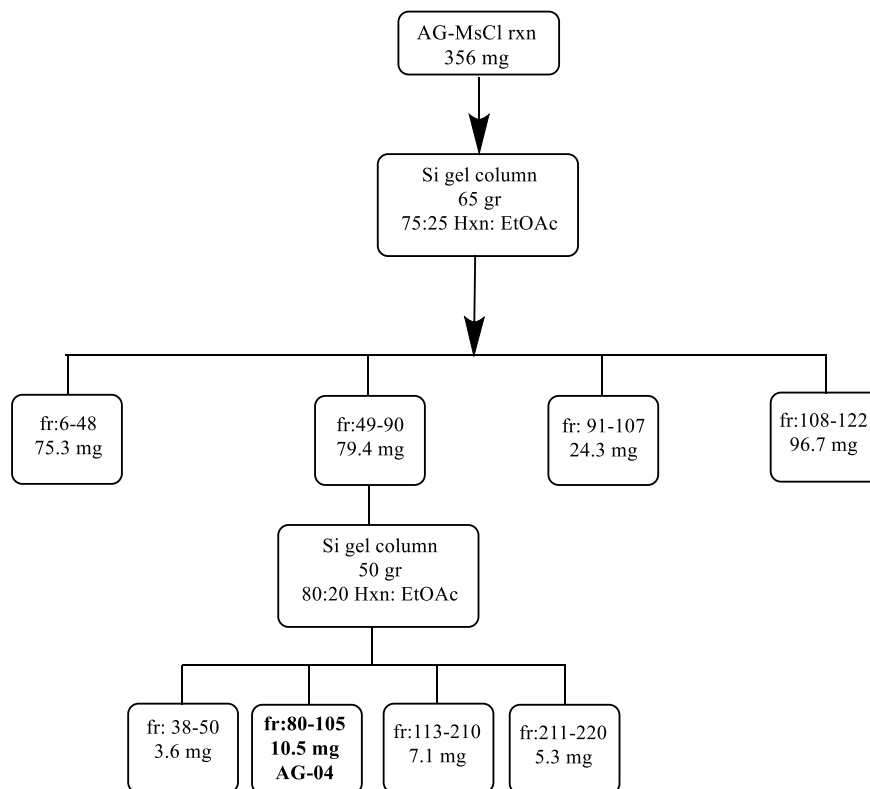 AG-MsCl rxn
356 mg
Si gel column
65 gr
75:25 Hxn: EtOAc
fr:6-48
75.3 mg
fr:49-90
79.4 mg
fr: 91-107
24.3 mg
fr:108-122
96.7 mg
Si gel column
50 gr
80:20 Hxn: EtOAc
fr: 38-50
3.6 mg
fr:80-105
10.5 mg
AG-04
fr:113-210
7.1 mg
fr:211-220
5.3 mg